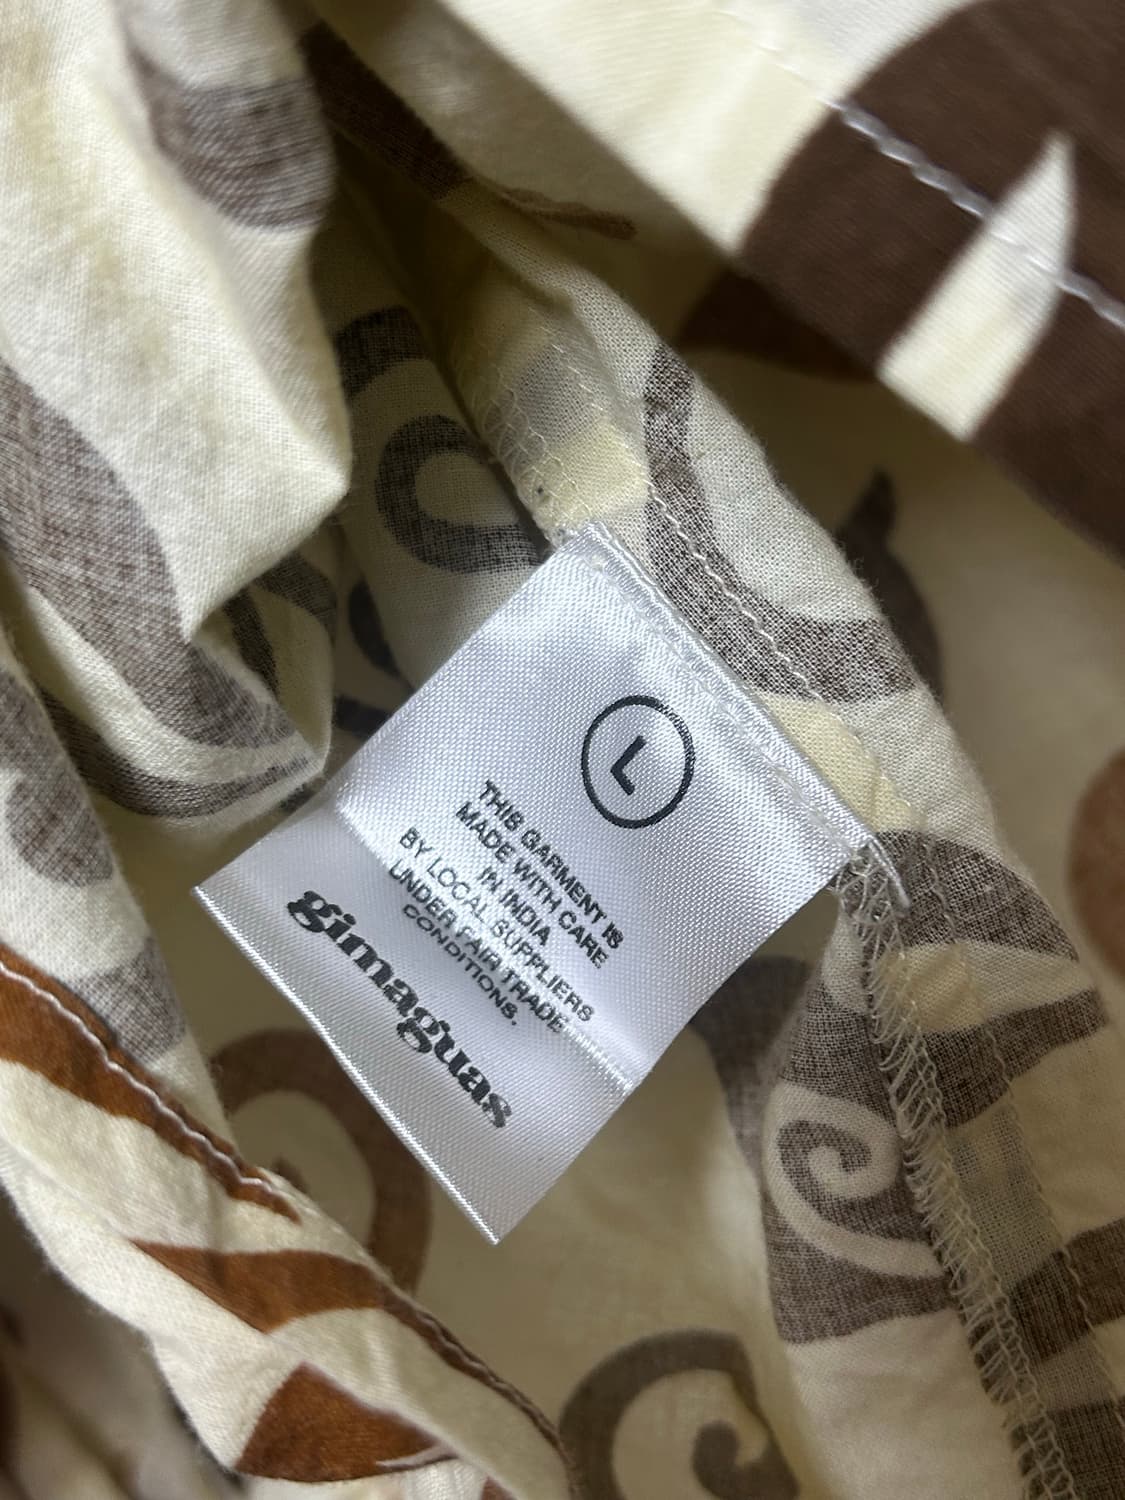 L
THIS GARMENT IS
MADE WITH CARE
IN INDIA
BY LOCAL SUPPLIERS
UNDER FAIR TRADE
CONDITIONS.
gimaguas